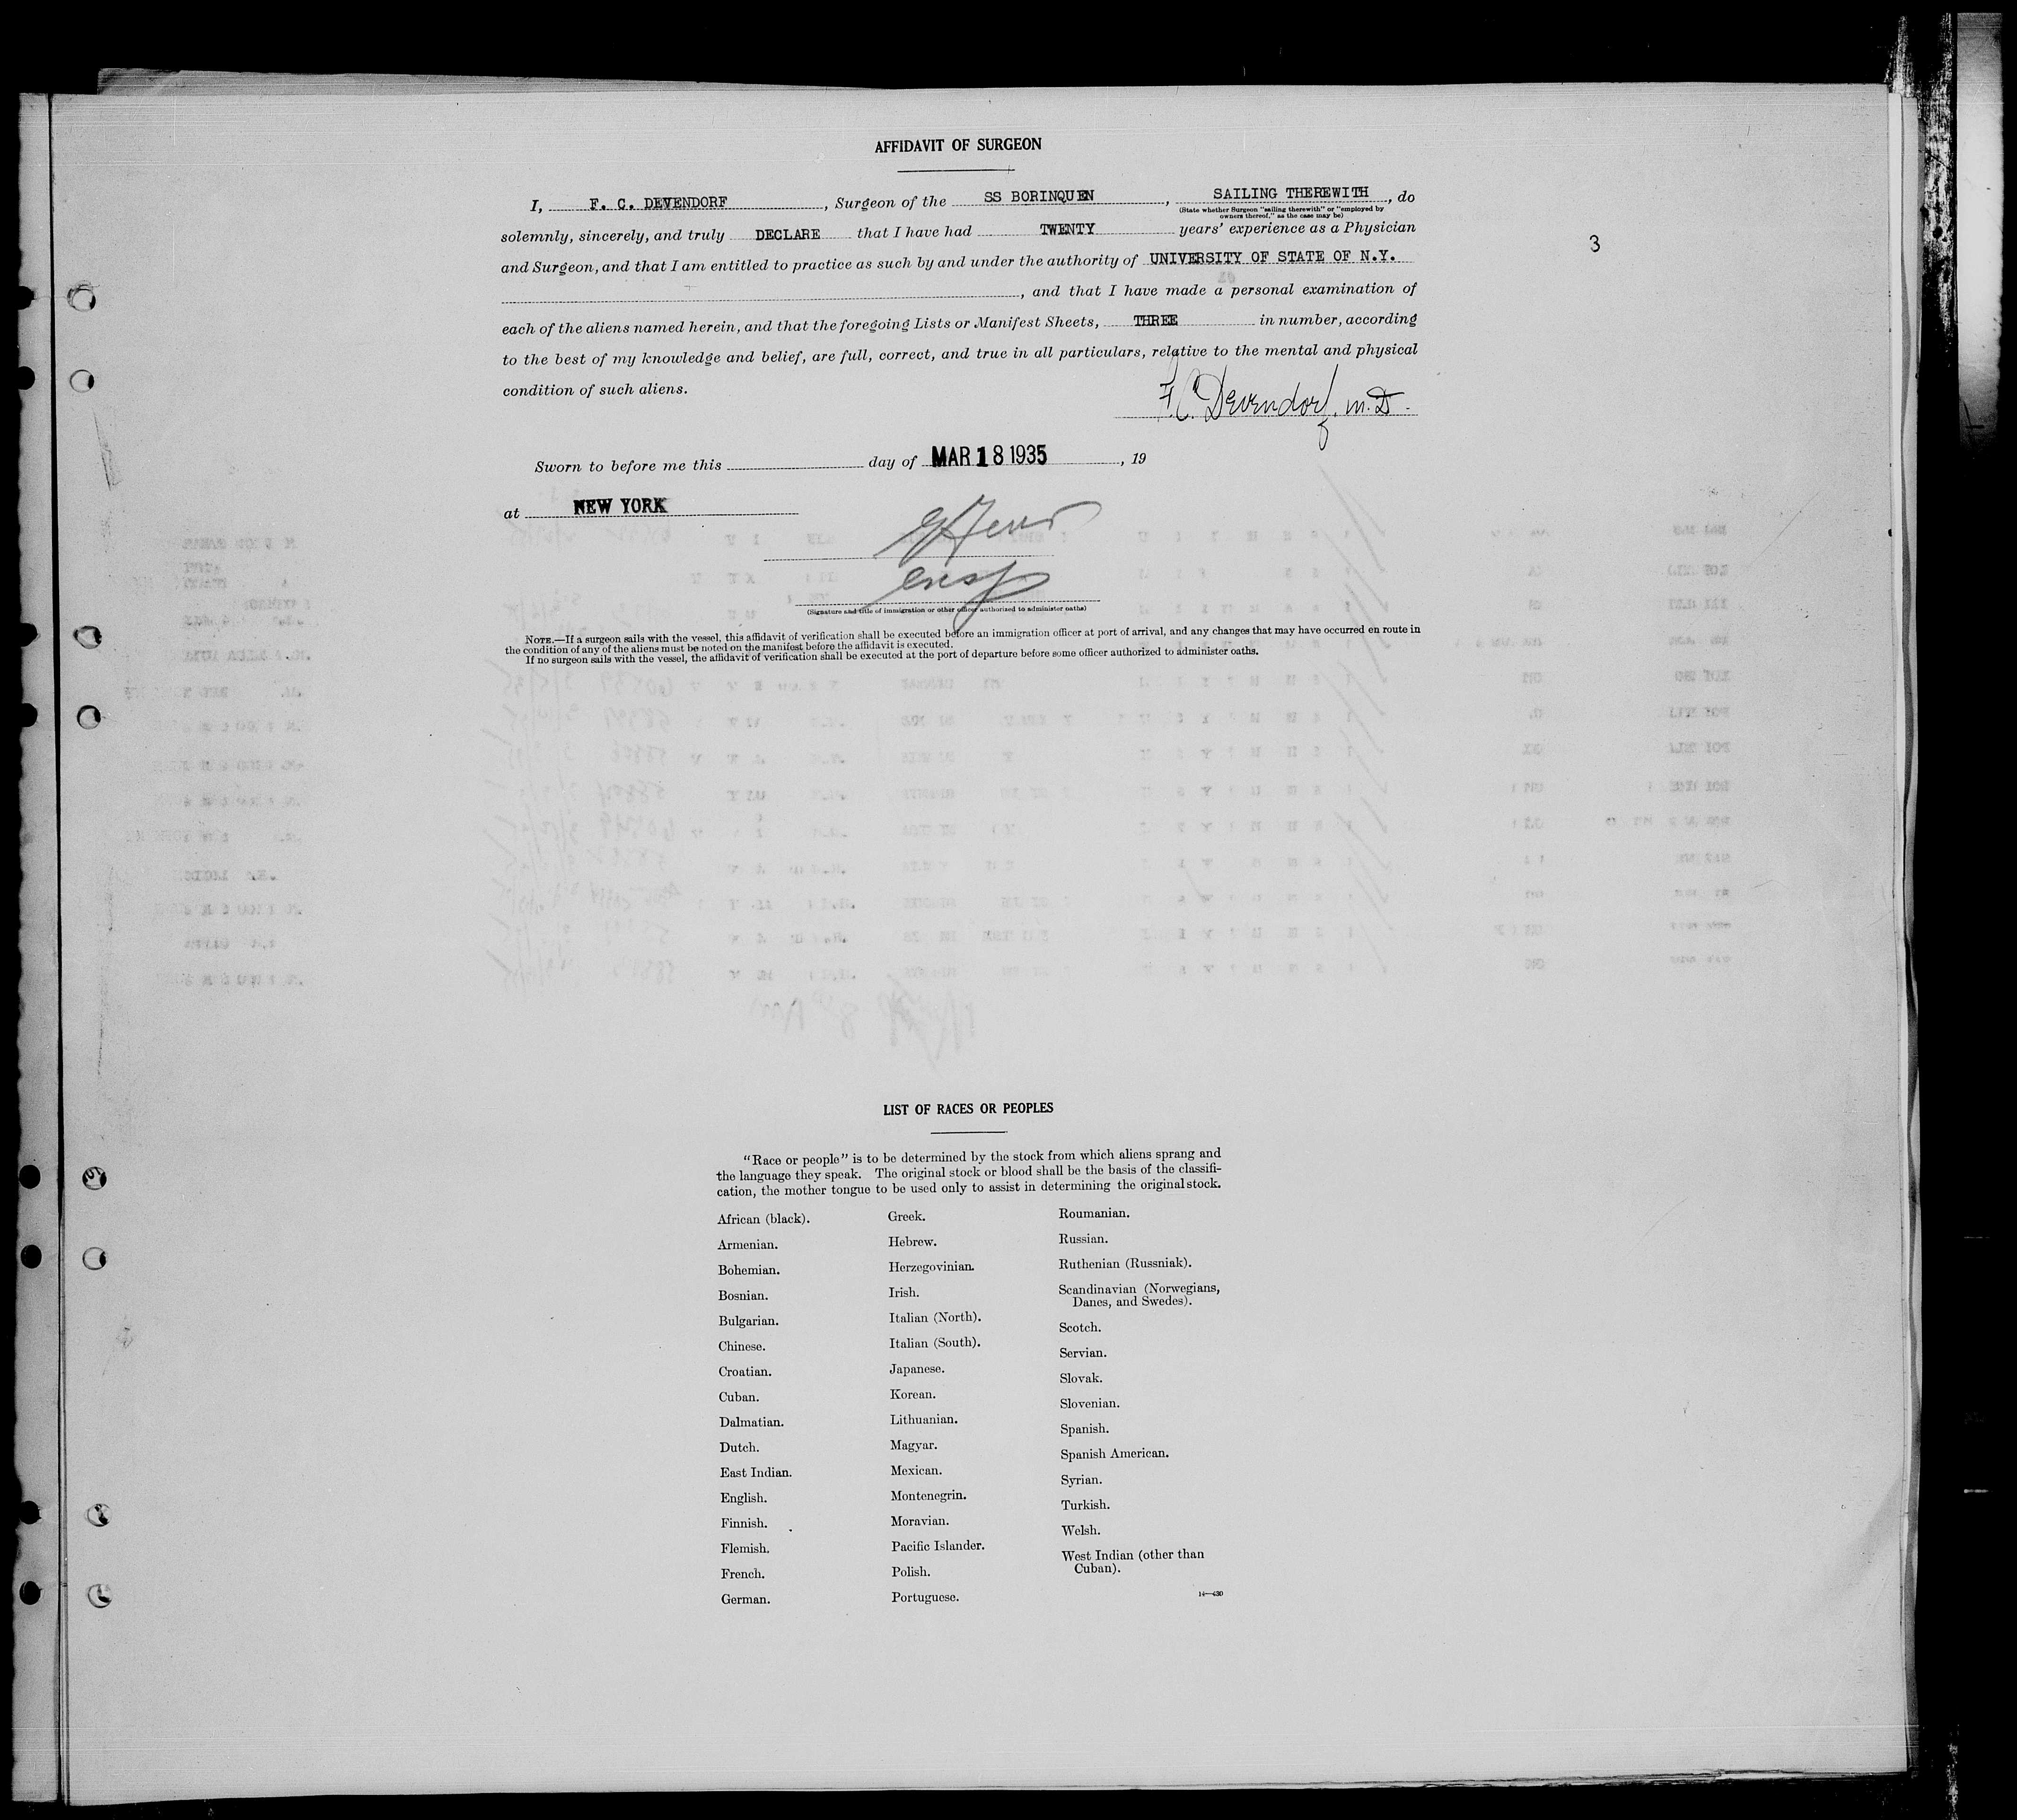 AFFIDAVIT OF SURGEON
I, F. C. DEVENDORF, Surgeon of the SS BORINQUEN, SAILING THEREWITH, do
(State whether Surgeon "sailing therewith" or "employed by
owners thereof," as the case may be)
solemnly, sincerely, and truly DECLARE that I have had TWENTY years' experience as a Physician
3
and Surgeon, and that I am entitled to practice as such by and under the authority of UNIVERSITY OF STATE OF N.Y.
, and that I have made a personal examination of
each of the aliens named herein, and that the foregoing Lists or Manifest Sheets, THREE in number, according
to the best of my knowledge and belief, are full, correct, and true in all particulars, relative to the mental and physical
condition of such aliens.
F. C. Devendorf, M.D.
Sworn to before me this day of MAR 18 1935, 19
at NEW YORK
(Signature and title of immigration or other officer authorized to administer oaths)
NOTE.—If a surgeon sails with the vessel, this affidavit of verification shall be executed before an immigration officer at port of arrival, and any changes that may have occurred en route in
the condition of any of the aliens must be noted on the manifest before the affidavit is executed.
If no surgeon sails with the vessel, the affidavit of verification shall be executed at the port of departure before some officer authorized to administer oaths.
LIST OF RACES OR PEOPLES
"Race or people" is to be determined by the stock from which aliens sprang and
the language they speak. The original stock or blood shall be the basis of the classifi-
cation, the mother tongue to be used only to assist in determining the original stock.
African (black).
Armenian.
Bohemian.
Bosnian.
Bulgarian.
Chinese.
Croatian.
Cuban.
Dalmatian.
Dutch.
East Indian.
English.
Finnish.
Flemish.
French.
German.
Greek.
Hebrew.
Herzegovinian.
Irish.
Italian (North).
Italian (South).
Japanese.
Korean.
Lithuanian.
Magyar.
Mexican.
Montenegrin.
Moravian.
Pacific Islander.
Polish.
Portuguese.
Roumanian.
Russian.
Ruthenian (Russniak).
Scandinavian (Norwegians,
Danes, and Swedes).
Scotch.
Servian.
Slovak.
Slovenian.
Spanish.
Spanish American.
Syrian.
Turkish.
Welsh.
West Indian (other than
Cuban).
14—430